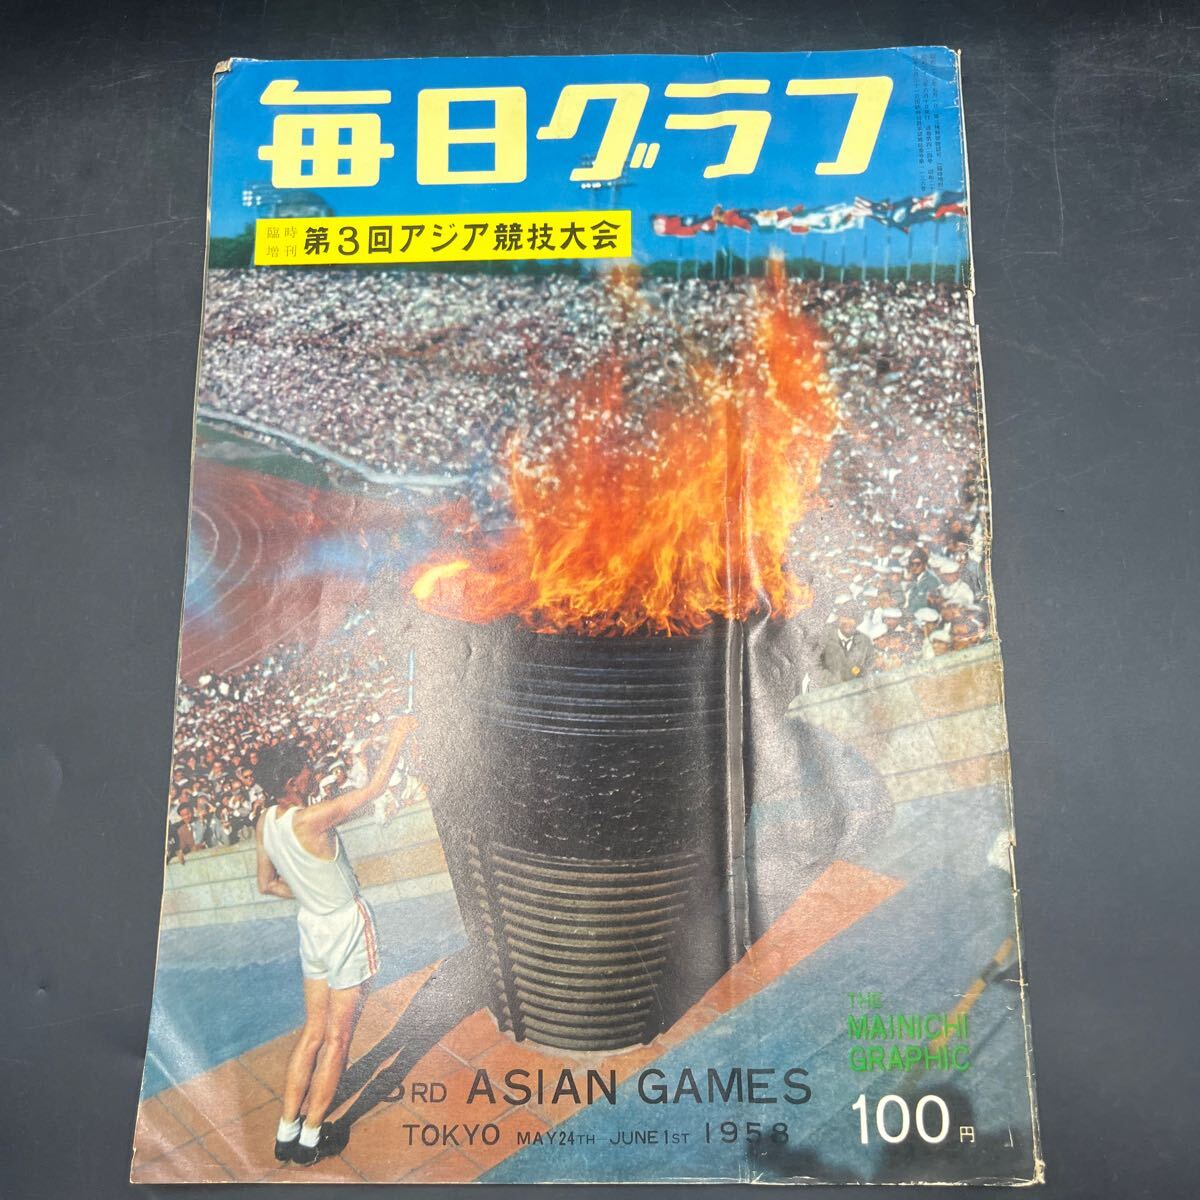 毎日グラフ
臨時増刊 第3回アジア競技大会
THE
MAINICHI
GRAPHIC
3RD ASIAN GAMES
TOKYO MAY 24TH - JUNE 1ST 1958
100円